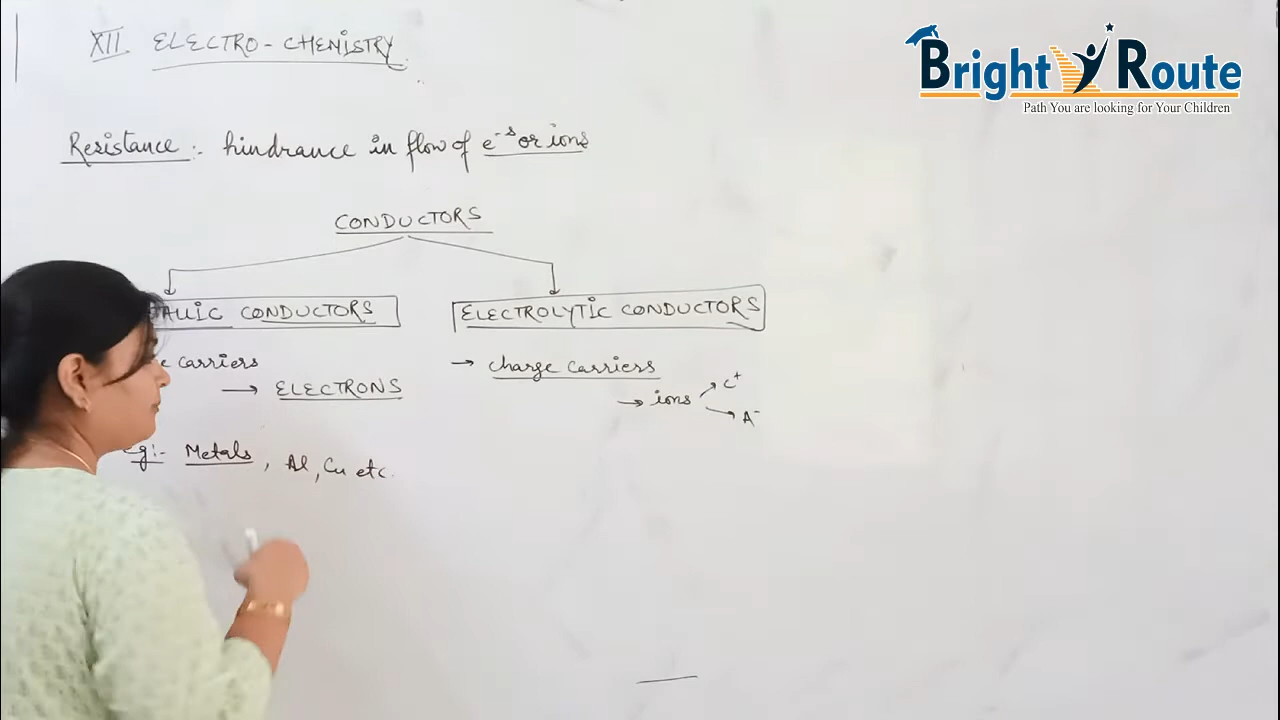 XII ELECTRO-CHEMISTRY
Bright Route
Path You are looking for Your Children
Resistance :- hindrance in flow of e⁻s or ions
CONDUCTORS
CONDUCTORS
ELECTROLYTIC CONDUCTORS
carriers
→ ELECTRONS
→ charge carriers
→ ions
C⁺
A⁻
eg:- Metals, Al, Cu etc.